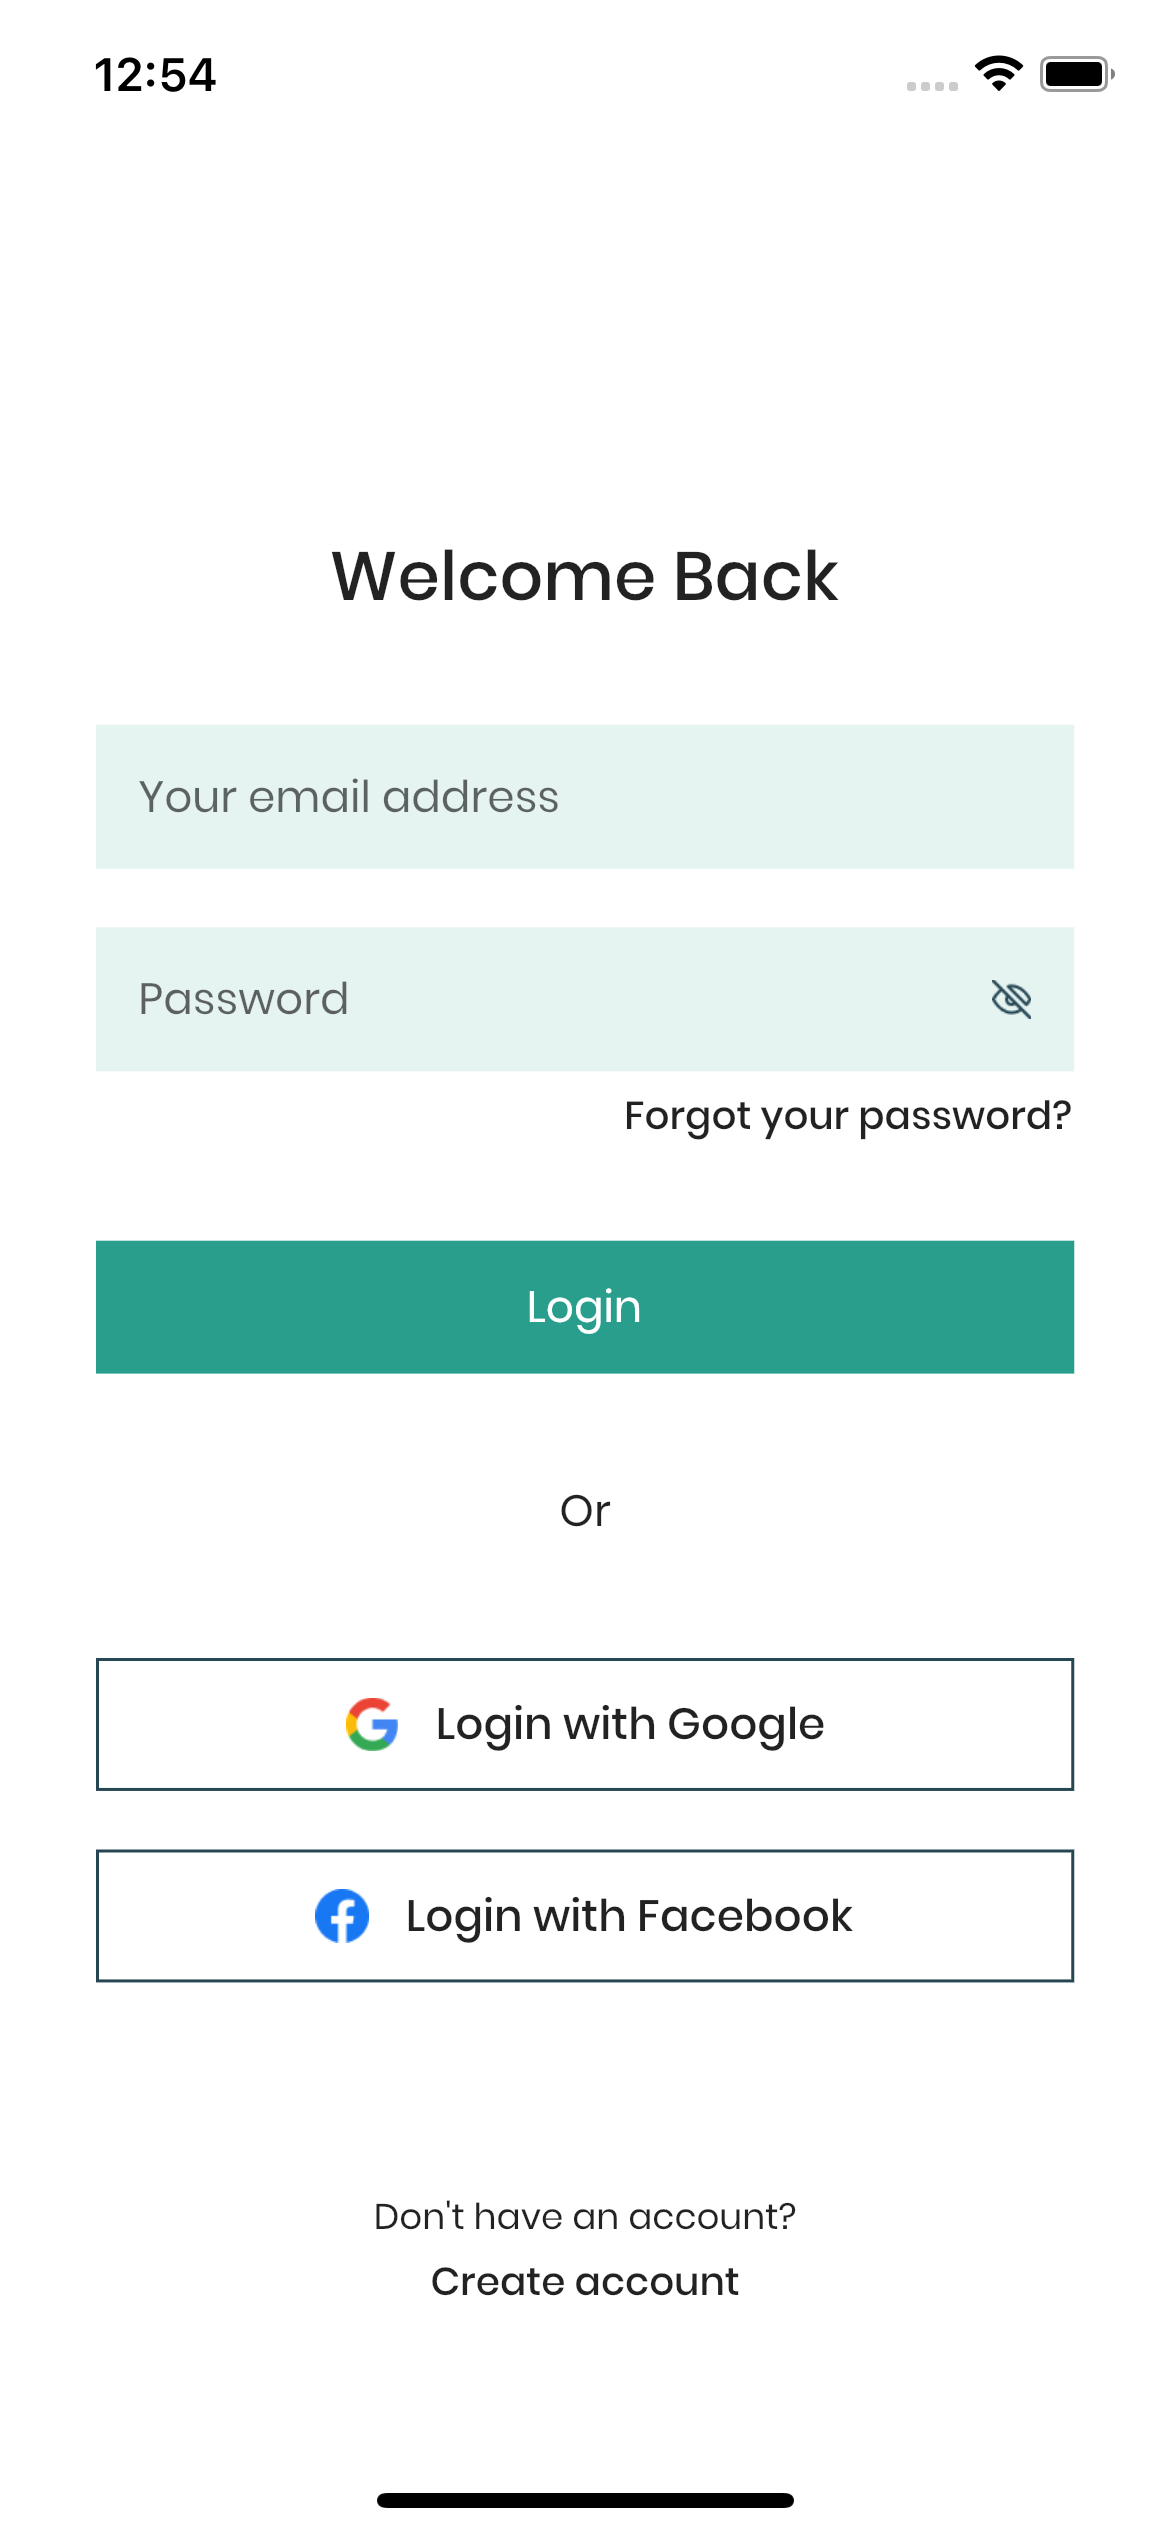 12:54
Welcome Back
Your email address
Password
Forgot your password?
Login
Or
Login with Google
Login with Facebook
Don't have an account?
Create account